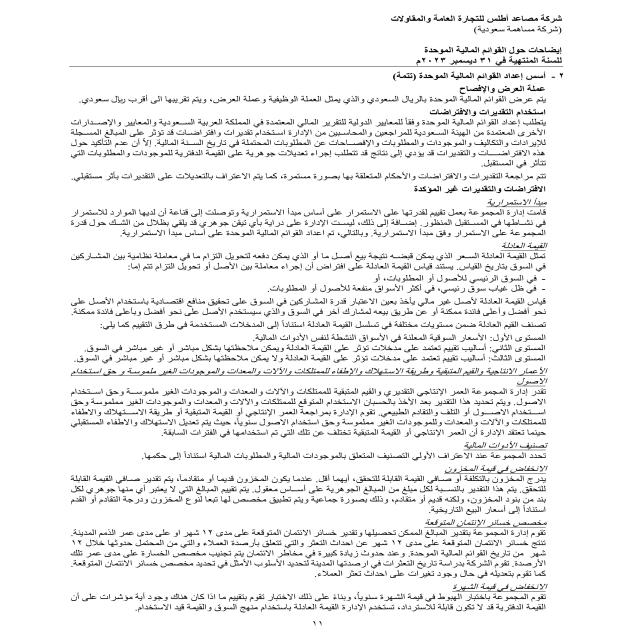 شركة مصاعد أطلس للتجارة العامة والمقاولات
(شركة مساهمة سعودية)
إيضاحات حول القوائم المالية الموحدة
للسنة المنتهية في ٣١ ديسمبر ٢٠٢٣م
٢ - أسس إعداد القوائم المالية الموحدة (تتمة)
عملة العرض والإفصاح
يتم عرض القوائم المالية الموحدة بالريال السعودي والذي يمثل العملة الوظيفية وعملة العرض، ويتم تقريبها الى أقرب ريال سعودي.
استخدام التقديرات والافتراضات
يتطلب إعداد القوائم المالية الموحدة وفقاً للمعايير الدولية للتقرير المالي المعتمدة في المملكة العربية السعودية والمعايير والإصدارات
الأخرى المعتمدة من الهيئة السعودية للمراجعين والمحاسبين من الإدارة استخدام تقديرات وافتراضات قد تؤثر على المبالغ المسجلة
للإيرادات والتكاليف والموجودات والمطلوبات والإفصاحات عن المطلوبات المحتملة في تاريخ السنة المالية. إلا أن عدم التأكيد حول
هذه الافتراضات والتقديرات قد يؤدي إلى نتائج قد تتطلب إجراء تعديلات جوهرية على القيمة الدفترية للموجودات والمطلوبات التي
تتأثر في المستقبل.
تتم مراجعة التقديرات والافتراضات والأحكام المتعلقة بها بصورة مستمرة، كما يتم الاعتراف بالتعديلات على التقديرات بأثر مستقبلي.
الافتراضات والتقديرات غير المؤكدة
مبدأ الاستمرارية
قامت إدارة المجموعة بعمل تقييم لقدرتها على الاستمرار على أساس مبدأ الاستمرارية وتوصلت إلى قناعة أن لديها الموارد للاستمرار
في نشاطها في المستقبل المنظور. إضافة إلى ذلك، ليست الإدارة على دراية بأي تيقن جوهري قد يلقي بظلال من الشك حول قدرة
المجموعة على الاستمرار وفق مبدأ الاستمرارية. وبالتالي، تم اعداد القوائم المالية الموحدة على أساس مبدأ الاستمرارية.
القيمة العادلة
تمثل القيمة العادلة السعر الذي يمكن قبضه نتيجة بيع أصل ما أو الذي يمكن دفعه لتحويل التزام ما في معاملة نظامية بين المشاركين
في السوق بتاريخ القياس. يستند قياس القيمة العادلة على افتراض أن إجراء معاملة بين الأصل أو تحويل التزام تتم إما:
- في السوق الرئيسي للأصول أو المطلوبات، أو
- في ظل غياب سوق رئيسي، في أكثر الأسواق منفعة للأصول أو المطلوبات.
قياس القيمة العادلة لأصل غير مالي يأخذ بعين الاعتبار قدرة المشاركين في السوق على تحقيق منافع اقتصادية باستخدام الأصل على
نحو أفضل وأعلى فائدة ممكنة أو عن طريق بيعه لمشارك آخر في السوق والذي سيستخدم الأصل على نحو أفضل وبأعلى فائدة ممكنة.
تصنف القيم العادلة ضمن مستويات مختلفة في تسلسل القيمة العادلة استناداً إلى المدخلات المستخدمة في طرق التقييم كما يلي:
المستوى الأول: الأسعار السوقية المعلنة في الأسواق النشطة لنفس الأدوات المالية.
المستوى الثاني: أساليب تقييم تعتمد على مدخلات تؤثر على القيمة العادلة ويمكن ملاحظتها بشكل مباشر أو غير مباشر في السوق.
المستوى الثالث: أساليب تقييم تعتمد على مدخلات تؤثر على القيمة العادلة ولا يمكن ملاحظتها بشكل مباشر أو غير مباشر في السوق.
الأعمار الانتاجية والقيم المتبقية وطريقة الاستهلاك والاطفاء للممتلكات والآلات والمعدات والموجودات الغير ملموسة و حق استخدام
الاصول
تقدر إدارة المجموعة العمر الإنتاجي التقديري والقيم المتبقية للممتلكات والآلات والمعدات والموجودات الغير ملموسة وحق استخدام
الاصول. ويتم تحديد هذا التقدير بعد الأخذ بالحسبان الاستخدام المتوقع للممتلكات والآلات والمعدات والموجودات الغير ملموسة وحق
استخدام الاصول أو التلف و التقادم الطبيعي. تقوم الإدارة بمراجعة العمر الإنتاجي أو القيمة المتبقية أو طريقة الاستهلاك والاطفاء
للممتلكات والآلات والمعدات وللموجودات الغير ملموسة وحق استخدام الاصول سنوياً، حيث يتم تعديل الاستهلاك والاطفاء المستقبلي
حينما تعتقد الإدارة أن العمر الانتاجي أو القيمة المتبقية تختلف عن تلك التي تم استخدامها في الفترات السابقة.
تصنيف الأدوات المالية
تحدد المجموعة عند الاعتراف الأولي التصنيف المتعلق بالموجودات المالية والمطلوبات المالية استناداً إلى حكمها.
الانخفاض في قيمة المخزون
يدرج المخزون بالتكلفة أو صافي القيمة القابلة للتحقق، أيهما أقل. عندما يكون المخزون قديما أو متقادماً، يتم تقدير صافي القيمة القابلة
للتحقق. يتم هذا التقدير بالنسبة لكل مبلغ من المبالغ الجوهرية على أساس معقول. يتم تقييم المبالغ التي لا يعتبر أي منها جوهري لكل
بند من بنود المخزون، ولكنه قديم أو متقادم، وذلك بصورة جماعية ويتم تطبيق مخصص لها تبعاً لنوع المخزون ودرجة التقادم أو القدم
استناداً إلى أسعار البيع التاريخية.
مخصص خسائر الإئتمان المتوقعة
تقوم إدارة المجموعة بتقدير المبالغ الممكن تحصيلها وتقدير خسائر الائتمان المتوقعة على مدى ١٢ شهر او على مدى عمر الذمم المدينة.
تنتج خسائر الائتمان المتوقعة على مدى ١٢ شهر عن احداث التعثر والتي تتعلق بأرصدة العملاء والتي من المحتمل حدوثها خلال ١٢
شهر من تاريخ القوائم المالية الموحدة. وعند حدوث زيادة كبيرة في مخاطر الائتمان يتم تجنيب مخصص الخسارة على مدى عمر تلك
الأرصدة. تقوم الشركة بدراسة تاريخ التعثرات في ارصدتها المدينة لتحديد الأسلوب الأمثل في تحديد مخصص خسائر الائتمان المتوقعة.
كما تقوم بتعديله في حال وجود تغيرات على احداث تعثر العملاء.
الانخفاض في قيمة الشهرة
تقوم المجموعة باختبار الهبوط في قيمة الشهرة سنوياً، وبناءً على ذلك الاختبار تقوم بتقييم ما اذا كان هناك وجود أية مؤشرات على أن
القيمة الدفترية قد لا تكون قابلة للاسترداد، تستخدم الإدارة القيمة العادلة باستخدام منهج السوق والقيمة قيد الاستخدام.
١١